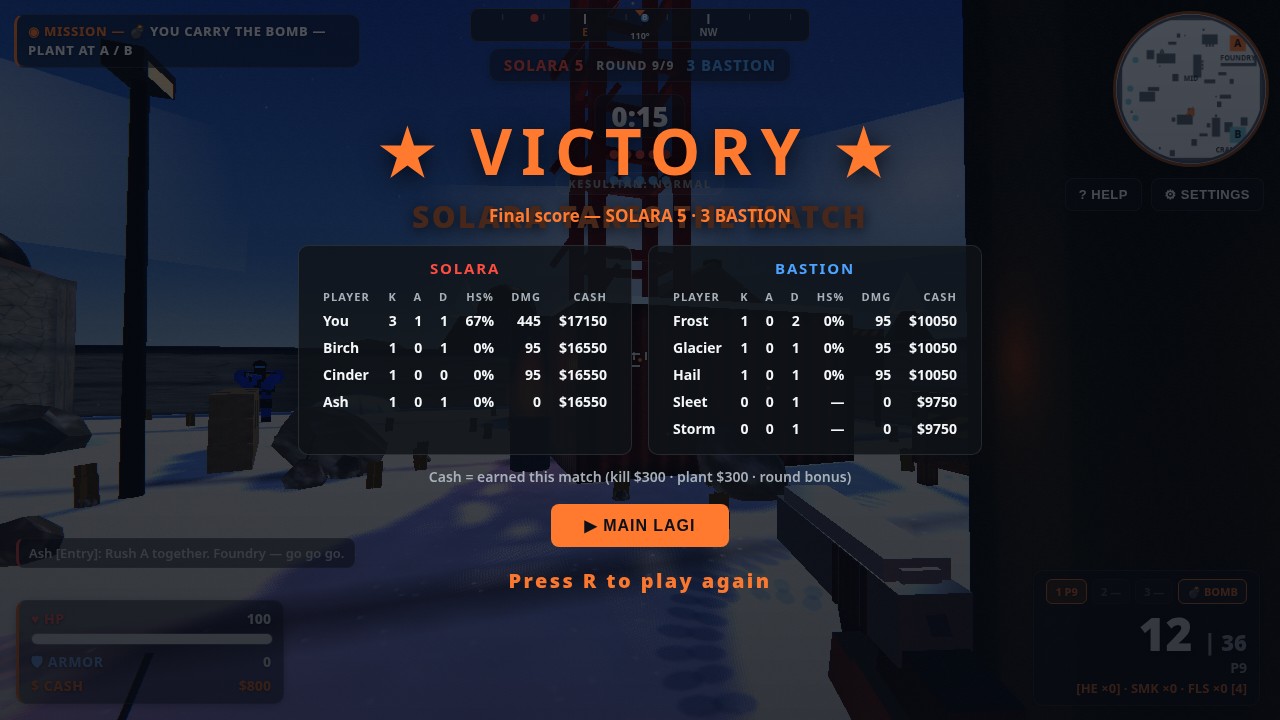 ◉ MISSION — 💣 YOU CARRY THE BOMB —
PLANT AT A / B
E
110°
NW
SOLARA 5 ROUND 9/9 3 BASTION
0:15
★ VICTORY ★
SOLARA TAKES THE MATCH
Final score — SOLARA 5 · 3 BASTION
A
FOUNDRY
MID
B
? HELP
⚙ SETTINGS
SOLARA
PLAYER K A D HS% DMG CASH
You 3 1 1 67% 445 $17150
Birch 1 0 1 0% 95 $16550
Cinder 1 0 0 0% 95 $16550
Ash 1 0 1 0% 0 $16550
BASTION
PLAYER K A D HS% DMG CASH
Frost 1 0 2 0% 95 $10050
Glacier 1 0 1 0% 95 $10050
Hail 1 0 1 0% 95 $10050
Sleet 0 0 1 — 0 $9750
Storm 0 0 1 — 0 $9750
Cash = earned this match (kill $300 · plant $300 · round bonus)
▶ MAIN LAGI
Press R to play again
Ash [Entry]: Rush A together. Foundry — go go go.
♥ HP 100
ARMOR 0
$ CASH $800
1 P9 2 — 3 — 💣 BOMB
12 | 36
P9
[HE ×0] · SMK ×0 · FLS ×0 [4]